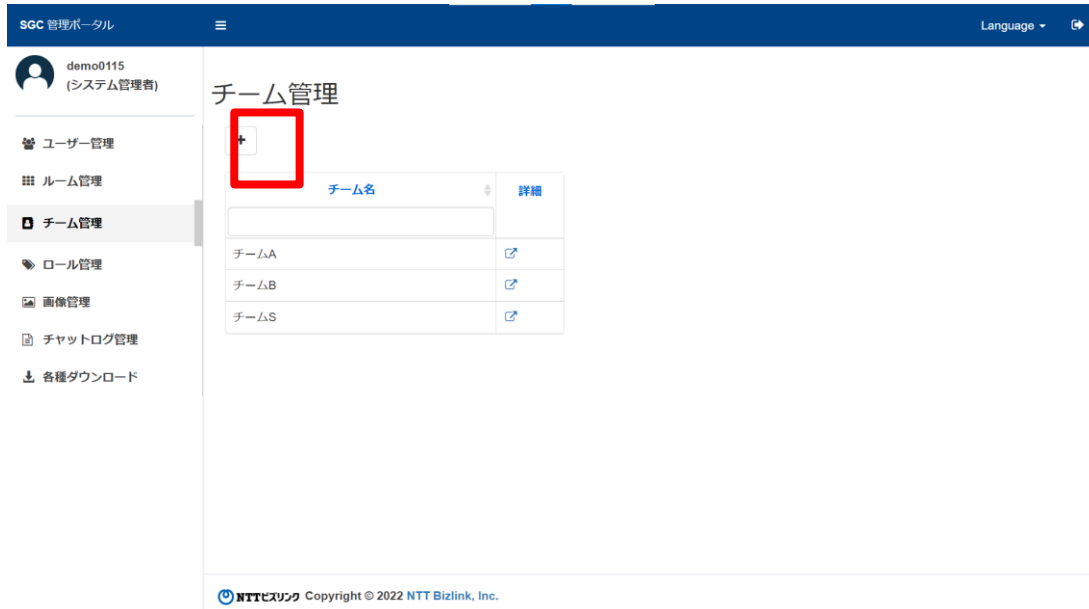 SGC 管理ポータル
Language
demo0115
(システム管理者)
チーム管理
ユーザー管理
ルーム管理
チーム管理
ロール管理
画像管理
チャットログ管理
各種ダウンロード
+
チーム名 詳細
チームA
チームB
チームS
NTTビズリンク Copyright © 2022 NTT Bizlink, Inc.